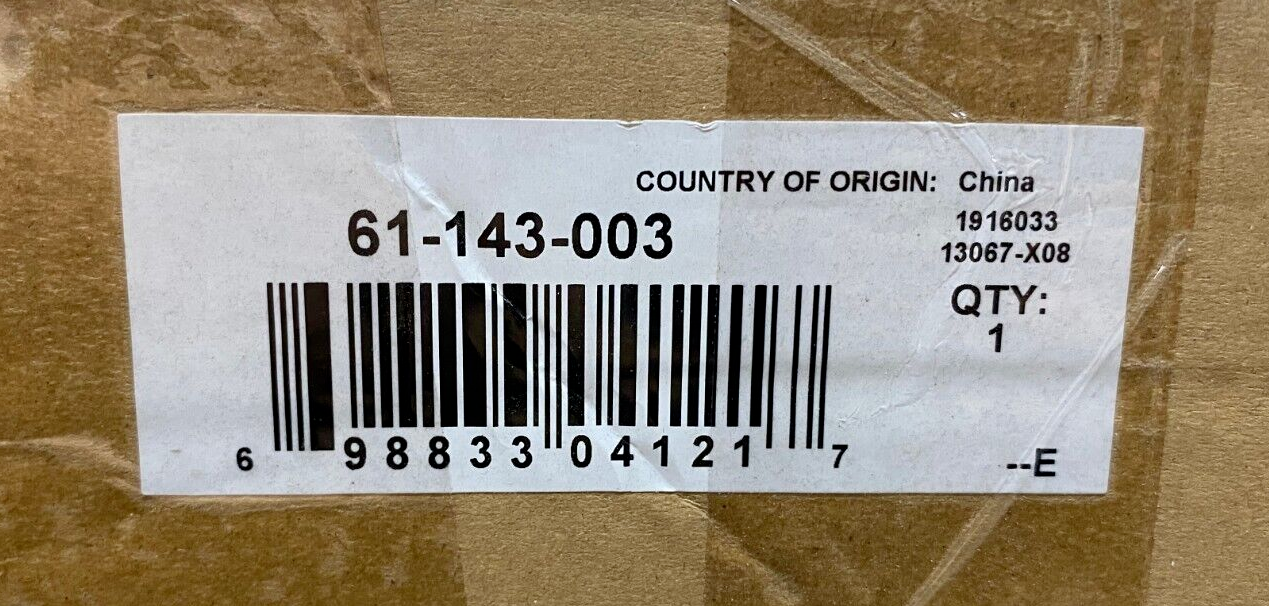 COUNTRY OF ORIGIN: China
61-143-003
1916033
13067-X08
QTY:
1
6 98833 04121 7
--E